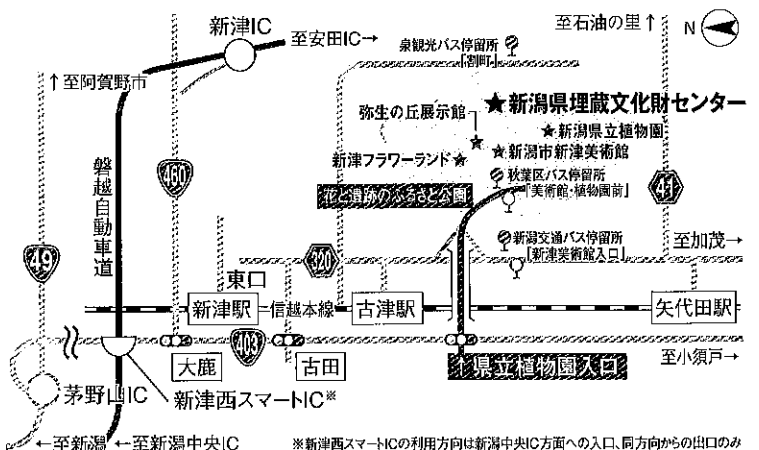 新津IC
至安田IC→
泉観光バス停留所
「割町」
至石油の里↑
N
↑至阿賀野市
弥生の丘展示館
★新潟県埋蔵文化財センター
★新潟県立植物園
★新潟市新津美術館
新津フラワーランド★
磐越自動車道
460
秋葉区バス停留所
「美術館・植物園前」
花と遺跡のふるさと公園
41
49
新潟交通バス停留所
「新津美術館入口」
320
至加茂→
東口
新津駅
信越本線
古津駅
矢代田駅
403
大鹿
古田
↑県立植物園入口
至小須戸→
茅野山IC
新津西スマートIC※
←至新潟
←至新潟中央IC
※新津西スマートICの利用方向は新潟中央IC方面への入口、同方向からの出口のみ